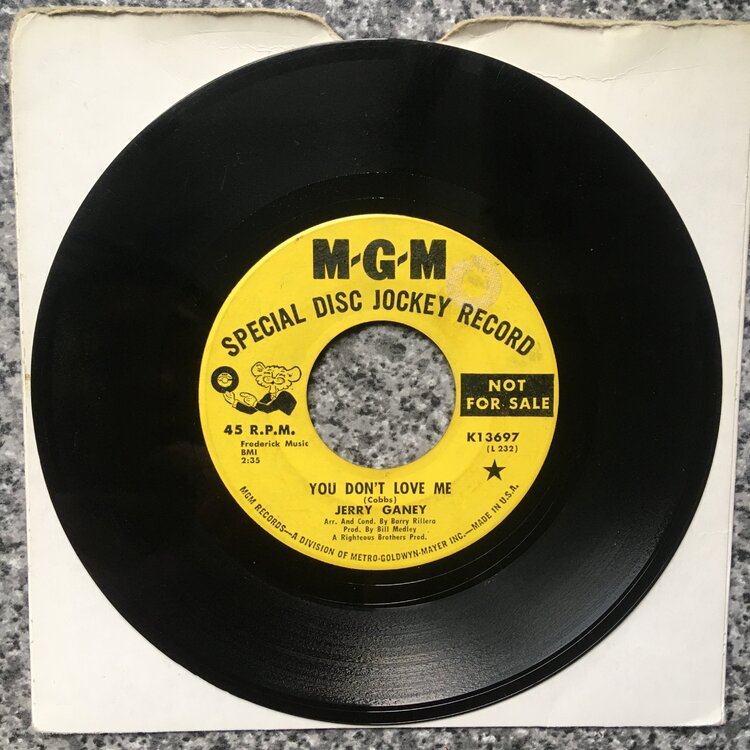 M-G-M
SPECIAL DISC JOCKEY RECORD
NOT
FOR SALE
45 R.P.M.
Frederick Music
BMI
2:35
K13697
(L 232)
YOU DON'T LOVE ME
(Cobbs)
JERRY GANEY
Arr. And Cond. By Barry Rillera
Prod. By Bill Medley
A Righteous Brothers Prod.
MGM RECORDS—A DIVISION OF METRO-GOLDWYN-MAYER INC.—MADE IN U.S.A.